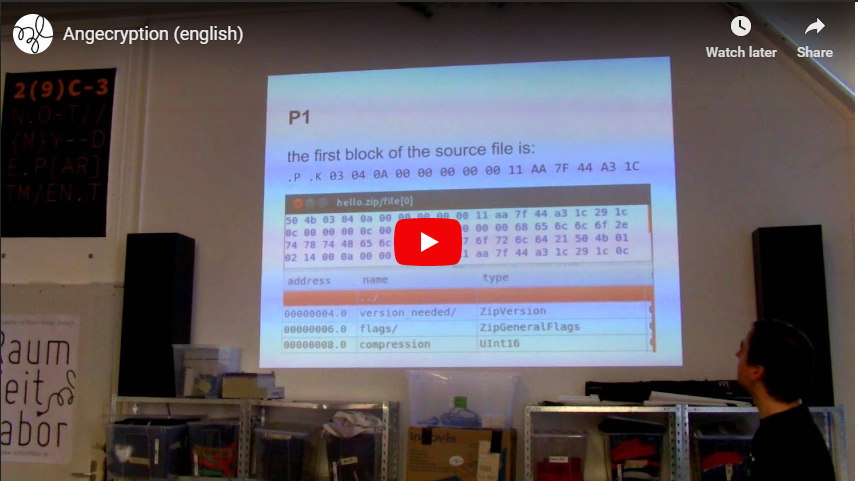 Angecryption (english)
Watch later
Share
2(9)C-3
N.O-T//
{M}Y--D
E.P[AR]
TM/EN.T
P1
the first block of the source file is:
.P .K 03 04 0A 00 00 00 00 00 11 AA 7F 44 A3 1C
hello.zip/file[0]
50 4b 03 04 0a 00 00 00 00 00 11 aa 7f 44 a3 1c 29 1c
0c 00 00 00 0c 00 00 00 68 65 6c 6c 6f 2e
74 78 74 48 65 6c 6f 72 6c 64 21 50 4b 01
02 14 00 0a 00 00 aa 7f 44 a3 1c 29 1c 0c
address name type
../
00000004.0 version_needed/ ZipVersion
00000006.0 flags/ ZipGeneralFlags
00000008.0 compression UInt16
Raum
Zeit
Labor